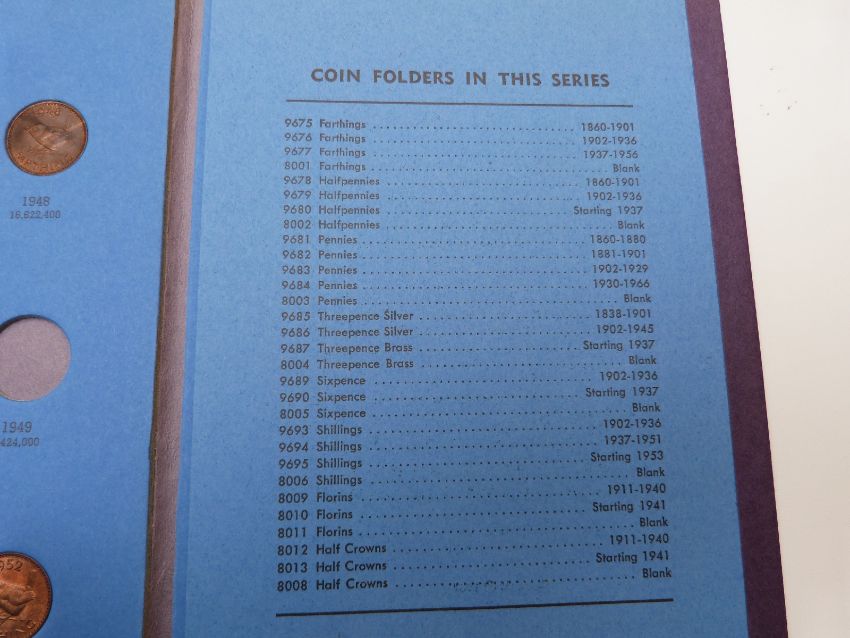 1948
FARTHING
1948
16,622,400
1949
424,000
1952
COIN FOLDERS IN THIS SERIES
9675 Farthings 1860-1901
9676 Farthings 1902-1936
9677 Farthings 1937-1956
8001 Farthings Blank
9678 Halfpennies 1860-1901
9679 Halfpennies 1902-1936
9680 Halfpennies Starting 1937
8002 Halfpennies Blank
9681 Pennies 1860-1880
9682 Pennies 1881-1901
9683 Pennies 1902-1929
9684 Pennies 1930-1966
8003 Pennies Blank
9685 Threepence Silver 1838-1901
9686 Threepence Silver 1902-1945
9687 Threepence Brass Starting 1937
8004 Threepence Brass Blank
9689 Sixpence 1902-1936
9690 Sixpence Starting 1937
8005 Sixpence Blank
9693 Shillings 1902-1936
9694 Shillings 1937-1951
9695 Shillings Starting 1953
8006 Shillings Blank
8009 Florins 1911-1940
8010 Florins Starting 1941
8011 Florins Blank
8012 Half Crowns 1911-1940
8013 Half Crowns Starting 1941
8008 Half Crowns Blank